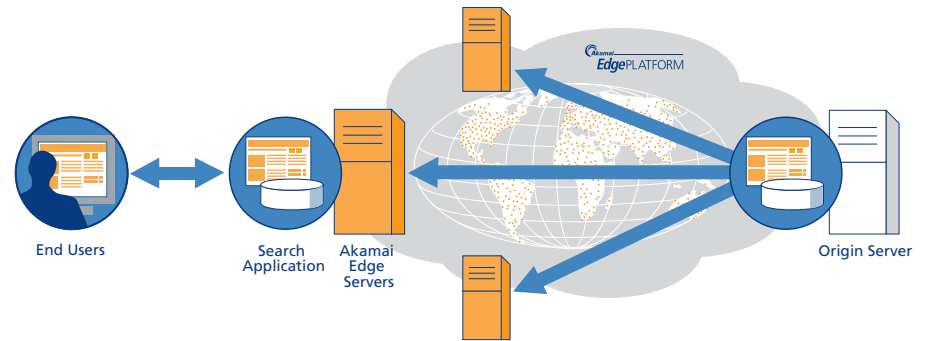 Akamai
EdgePLATFORM
End Users
Search
Application
Akamai
Edge
Servers
Origin Server